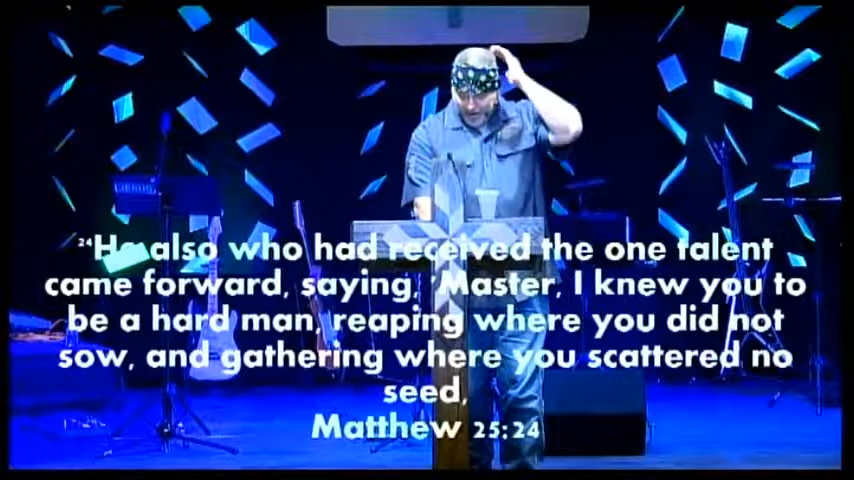 ²⁴He also who had received the one talent
came forward, saying, 'Master, I knew you to
be a hard man, reaping where you did not
sow, and gathering where you scattered no
seed,
Matthew 25:24